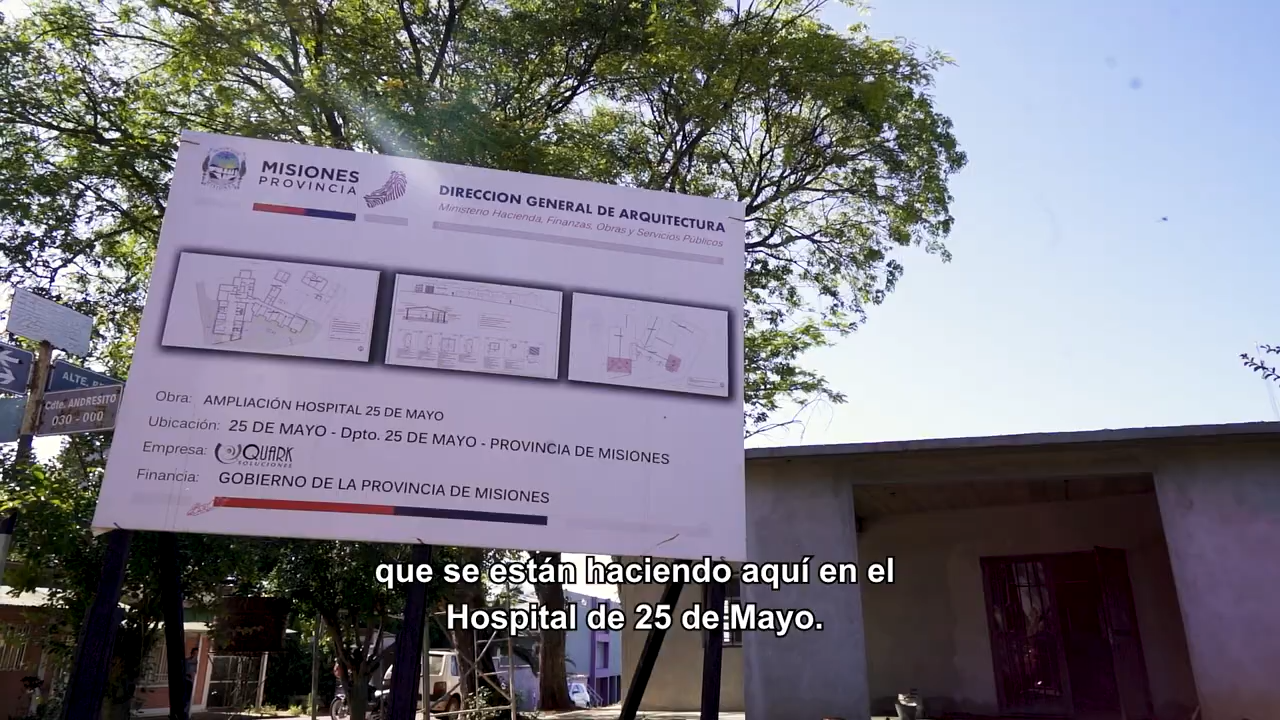 MISIONES
PROVINCIA
DIRECCION GENERAL DE ARQUITECTURA
Ministerio Hacienda, Finanzas, Obras y Servicios Públicos
Obra: AMPLIACIÓN HOSPITAL 25 DE MAYO
Ubicación: 25 DE MAYO - Dpto. 25 DE MAYO - PROVINCIA DE MISIONES
Empresa: QUARK
SOLUCIONES
Financia: GOBIERNO DE LA PROVINCIA DE MISIONES
ALTE.
Cdte. ANDRESITO
030 - 000
que se están haciendo aquí en el
Hospital de 25 de Mayo.